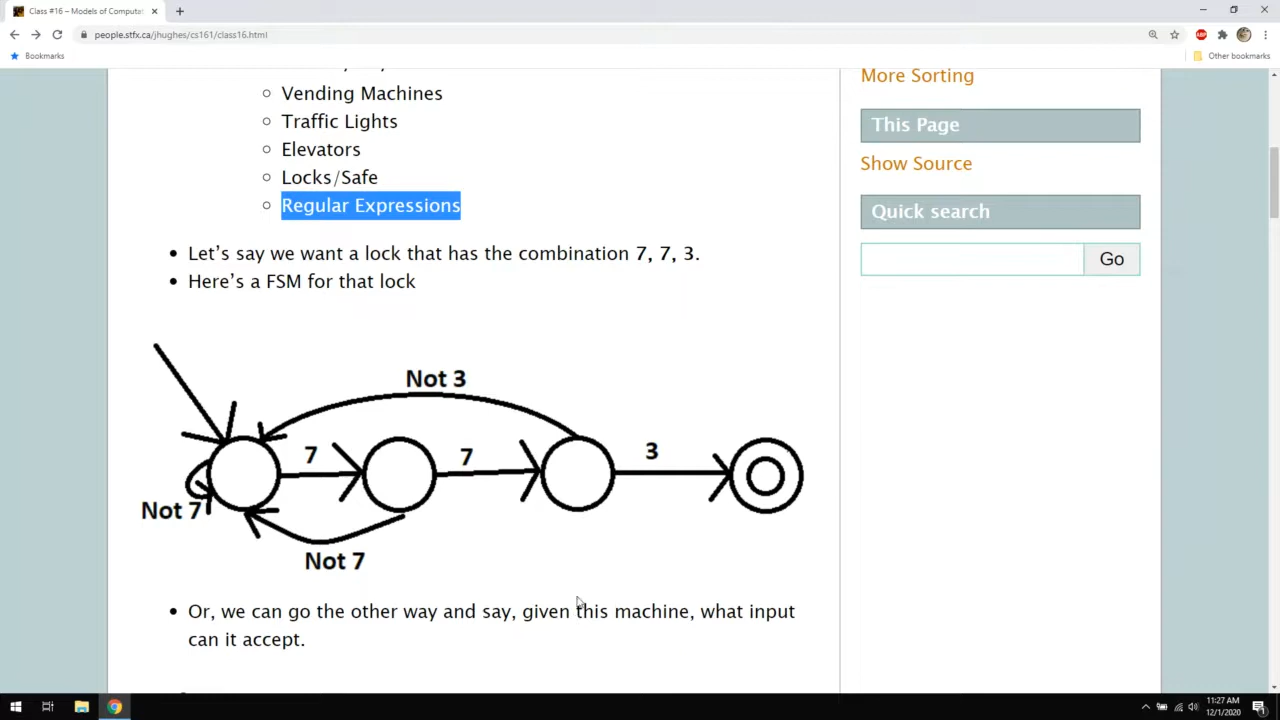 Class #16 – Models of Computa
people.stfx.ca/jhughes/cs161/class16.html
Bookmarks
Other bookmarks
Vending Machines
Traffic Lights
Elevators
Locks/Safe
Regular Expressions
Let's say we want a lock that has the combination 7, 7, 3.
Here's a FSM for that lock
Not 3
7
7
3
Not 7
Not 7
Or, we can go the other way and say, given this machine, what input
can it accept.
More Sorting
This Page
Show Source
Quick search
Go
11:27 AM
12/1/2020